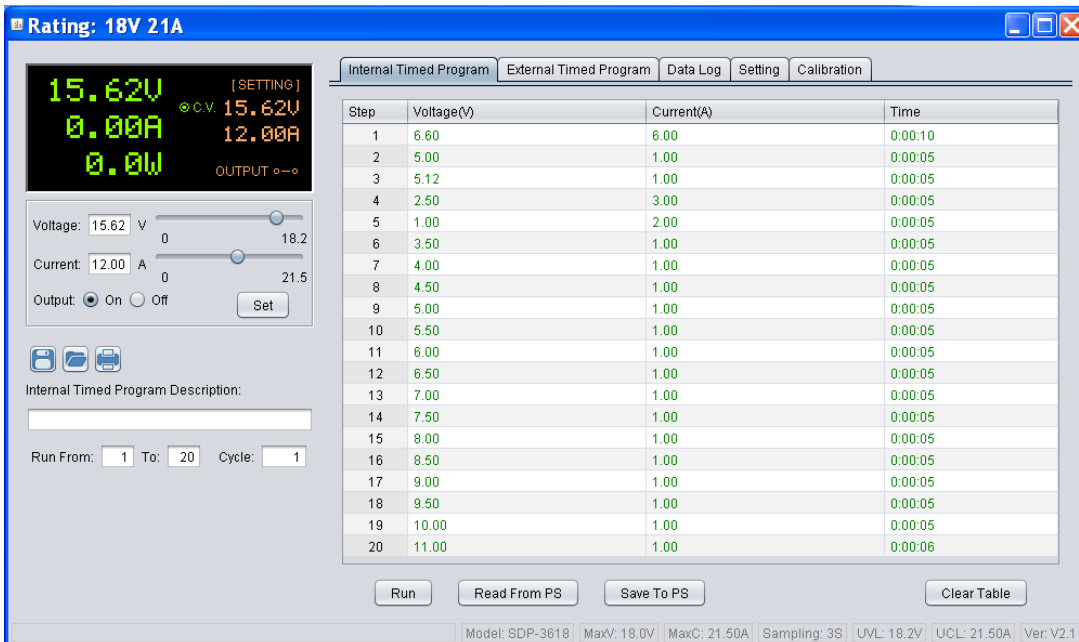 Rating: 18V 21A
15.62V
[SETTING]
C.V. 15.62V
0.00A
12.00A
0.0W
OUTPUT
Voltage: 15.62 V
0 18.2
Current: 12.00 A
0 21.5
Output: On Off
Set
Internal Timed Program Description:
Run From: 1 To: 20 Cycle: 1
Internal Timed Program External Timed Program Data Log Setting Calibration
Step Voltage(V) Current(A) Time
1 6.60 6.00 0:00:10
2 5.00 1.00 0:00:05
3 5.12 1.00 0:00:05
4 2.50 3.00 0:00:05
5 1.00 2.00 0:00:05
6 3.50 1.00 0:00:05
7 4.00 1.00 0:00:05
8 4.50 1.00 0:00:05
9 5.00 1.00 0:00:05
10 5.50 1.00 0:00:05
11 6.00 1.00 0:00:05
12 6.50 1.00 0:00:05
13 7.00 1.00 0:00:05
14 7.50 1.00 0:00:05
15 8.00 1.00 0:00:05
16 8.50 1.00 0:00:05
17 9.00 1.00 0:00:05
18 9.50 1.00 0:00:05
19 10.00 1.00 0:00:05
20 11.00 1.00 0:00:06
Run Read From PS Save To PS Clear Table
Model: SDP-3618 MaxV: 18.0V MaxC: 21.50A Sampling: 3S UVL: 18.2V UCL: 21.50A Ver: V2.1